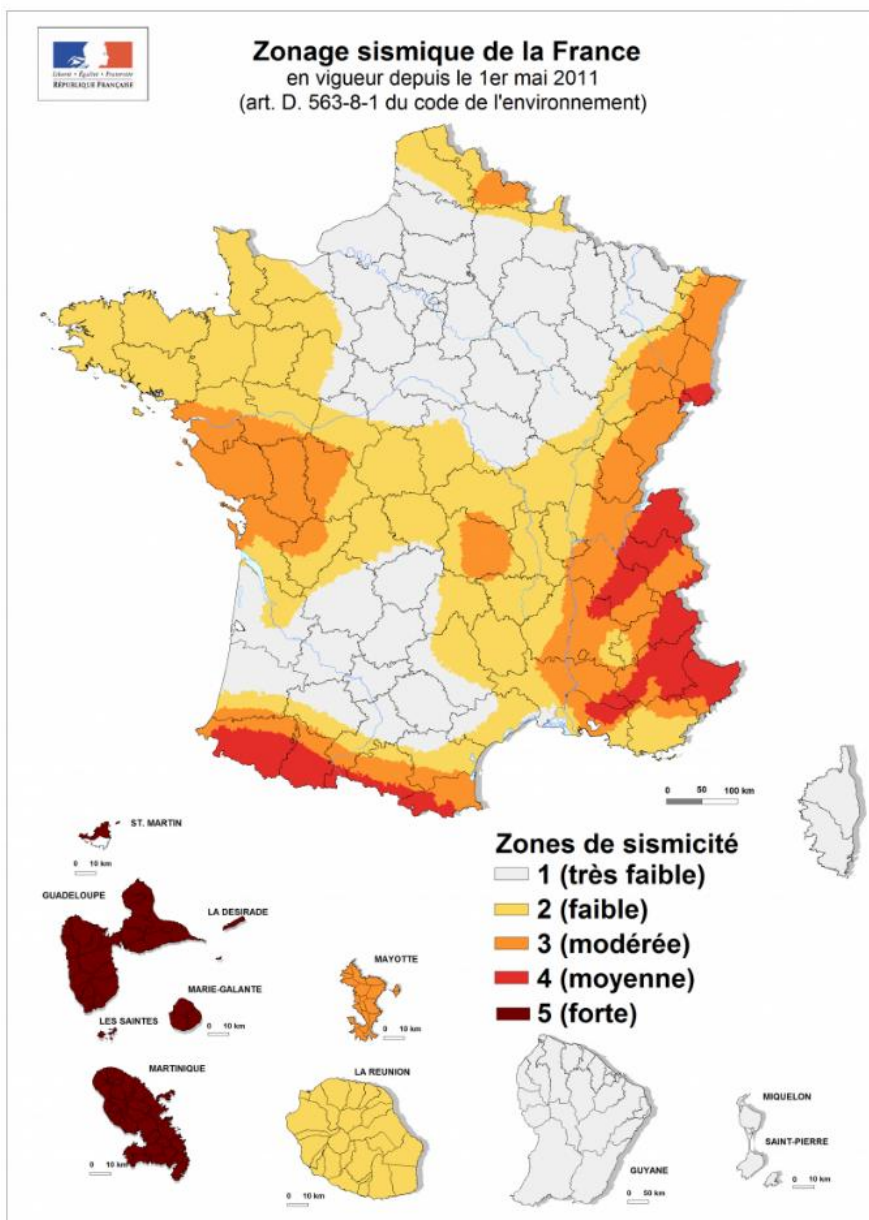 Liberté • Égalité • Fraternité
RÉPUBLIQUE FRANÇAISE
Zonage sismique de la France
en vigueur depuis le 1er mai 2011
(art. D. 563-8-1 du code de l'environnement)
0 50 100 km
ST. MARTIN
0 10 km
GUADELOUPE
LA DESIRADE
MARIE-GALANTE
0 10 km
LES SAINTES
MAYOTTE
0 10 km
Zones de sismicité
1 (très faible)
2 (faible)
3 (modérée)
4 (moyenne)
5 (forte)
MARTINIQUE
0 10 km
LA REUNION
0 10 km
GUYANE
0 50 km
MIQUELON
SAINT-PIERRE
0 10 km